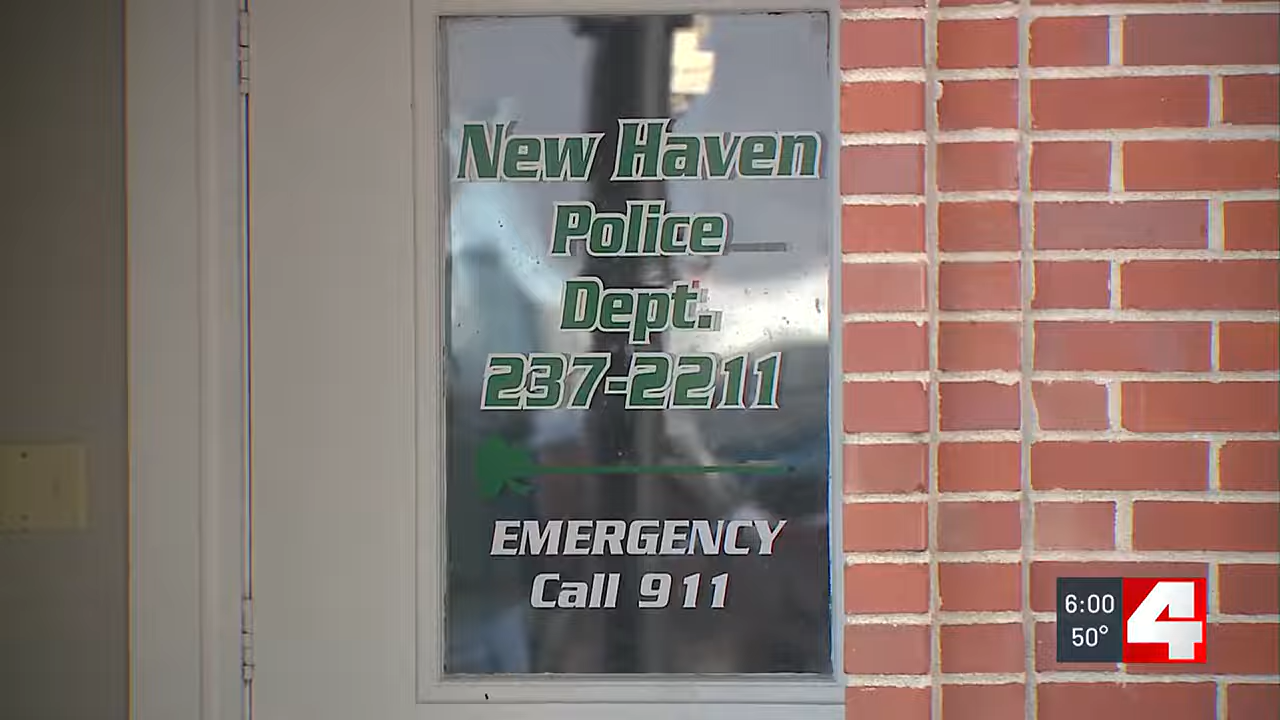 New Haven
Police
Dept.
237-2211
EMERGENCY
Call 911
6:00
50°
4